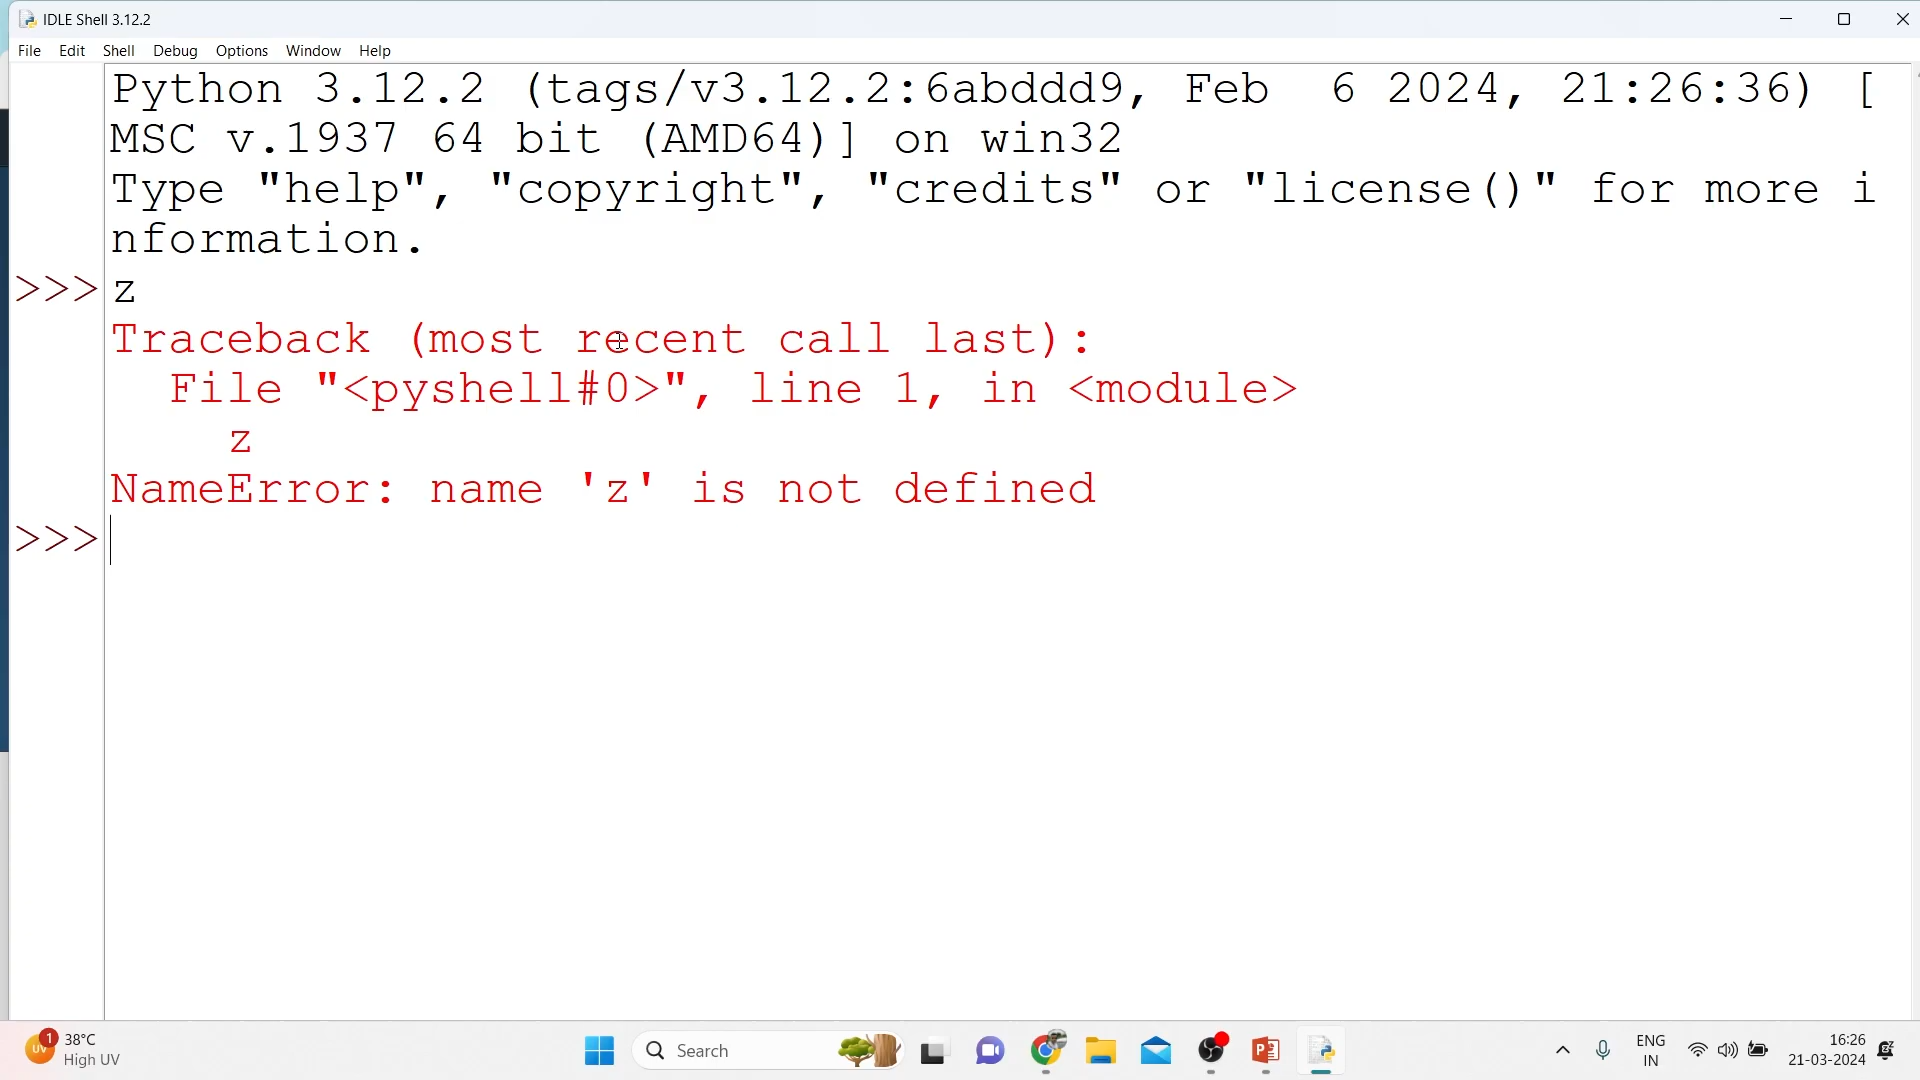 IDLE Shell 3.12.2
File Edit Shell Debug Options Window Help
Python 3.12.2 (tags/v3.12.2:6abddd9, Feb  6 2024, 21:26:36) [
MSC v.1937 64 bit (AMD64)] on win32
Type "help", "copyright", "credits" or "license()" for more i
nformation.
>>> z
Traceback (most recent call last):
  File "<pyshell#0>", line 1, in <module>
    z
NameError: name 'z' is not defined
>>>
UV 1 38°C
High UV
Search
ENG
IN
16:26
21-03-2024